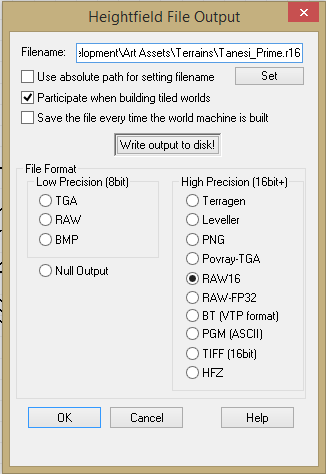 Heightfield File Output
Filename: elopment\Art Assets\Terrains\Tanesi_Prime.r16
Use absolute path for setting filename
Set
Participate when building tiled worlds
Save the file every time the world machine is built
Write output to disk!
File Format
Low Precision (8bit)
TGA
RAW
BMP
Null Output
High Precision (16bit+)
Terragen
Leveller
PNG
Povray-TGA
RAW16
RAW-FP32
BT (VTP format)
PGM (ASCII)
TIFF (16bit)
HFZ
OK
Cancel
Help